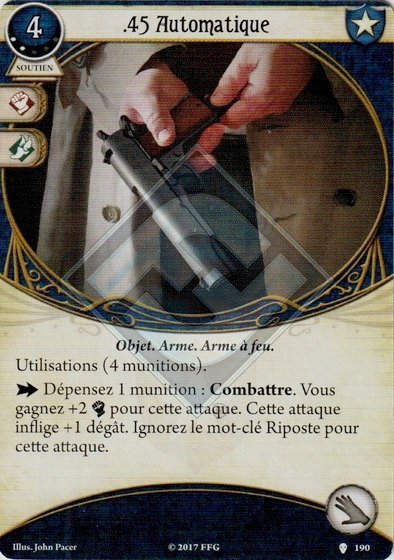 4
.45 Automatique
SOUTIEN
Objet. Arme. Arme à feu.
Utilisations (4 munitions).
Dépensez 1 munition : Combattre. Vous
gagnez +2 pour cette attaque. Cette attaque
inflige +1 dégât. Ignorez le mot-clé Riposte pour
cette attaque.
Illus. John Pacer © 2017 FFG 190